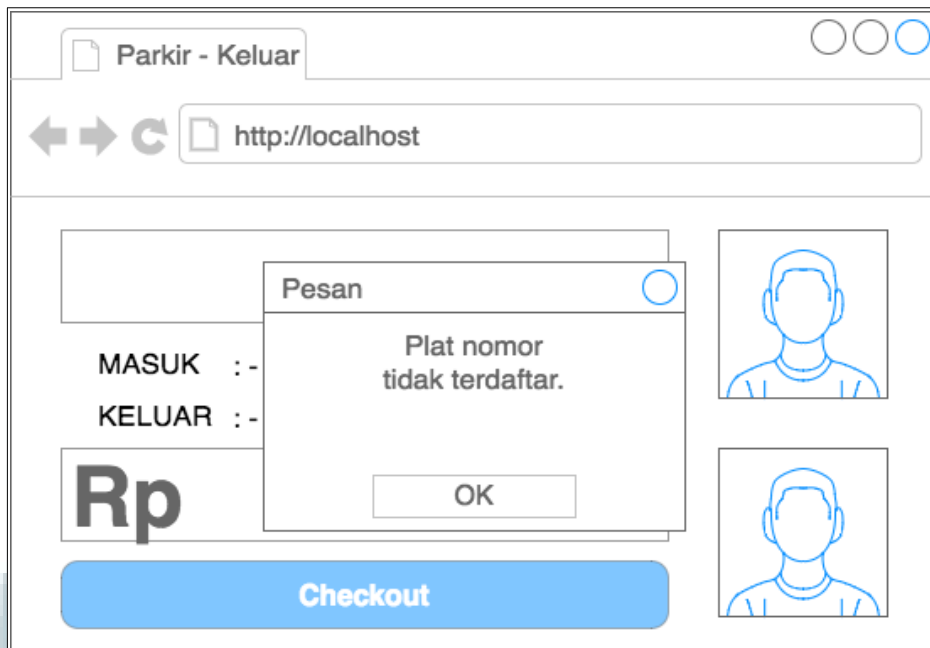 Parkir - Keluar
http://localhost
Pesan
Plat nomor
tidak terdaftar.
MASUK : -
KELUAR : -
Rp
OK
Checkout